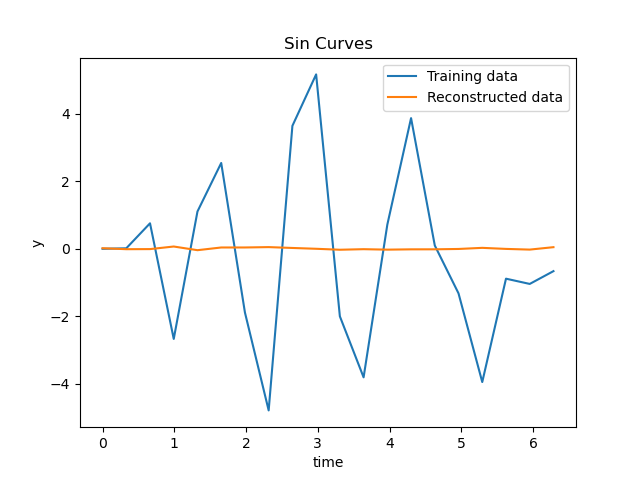 Sin Curves
Training data
Reconstructed data
y
4
2
0
−2
−4
0 1 2 3 4 5 6
time